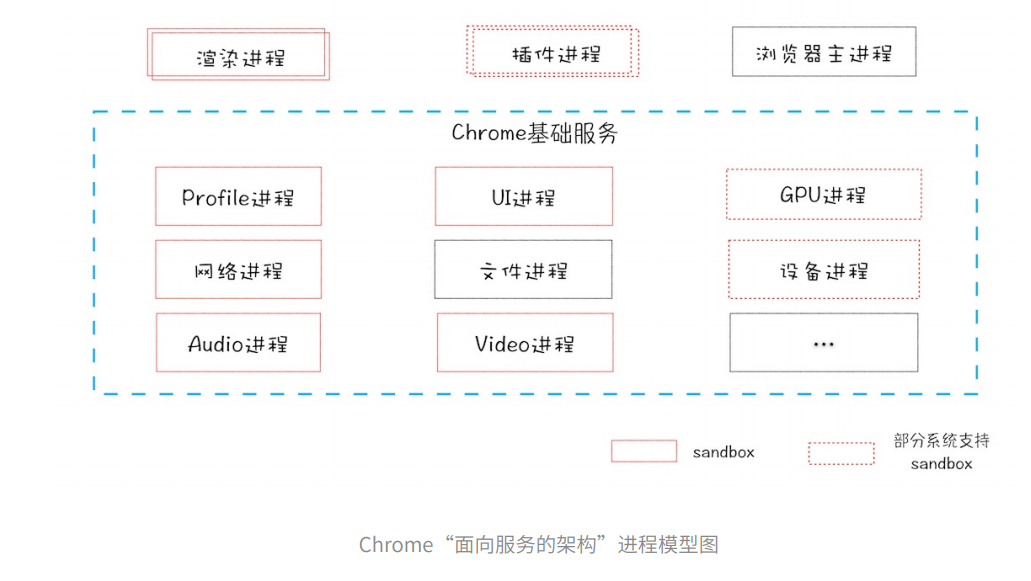 渲染进程
插件进程
浏览器主进程
Chrome基础服务
Profile进程
UI进程
GPU进程
网络进程
文件进程
设备进程
Audio进程
Video进程
...
sandbox
部分系统支持
sandbox
Chrome“面向服务的架构”进程模型图